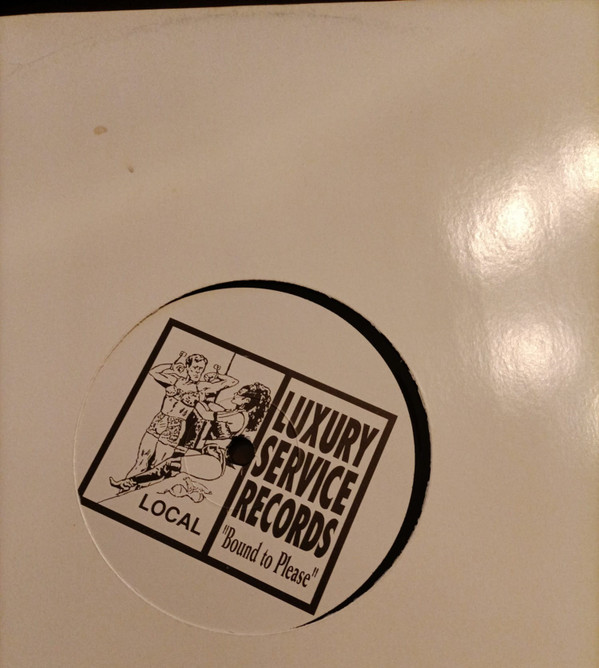 LOCAL
LUXURY
SERVICE
RECORDS
"Bound to Please"